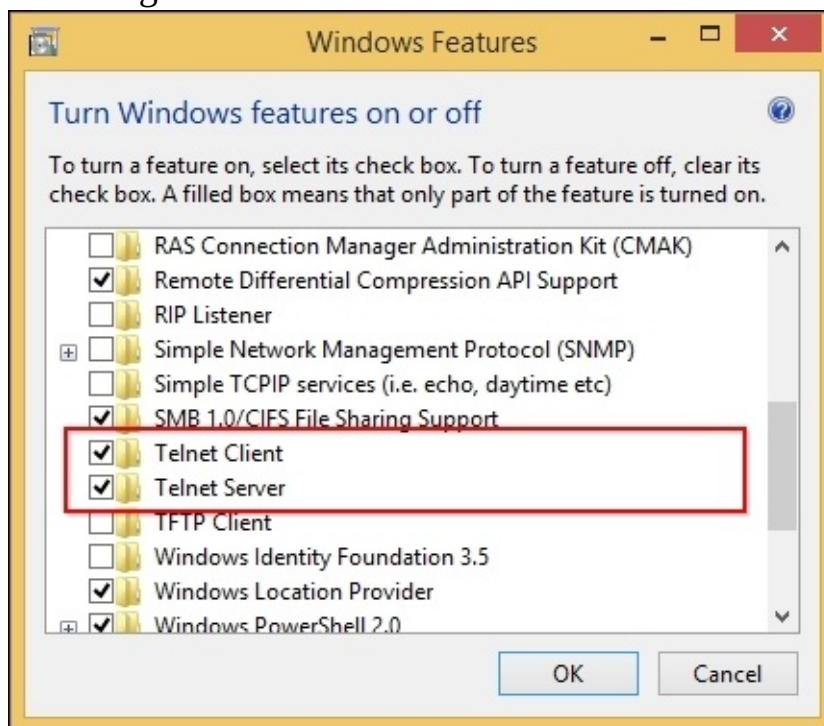 Windows Features
Turn Windows features on or off
To turn a feature on, select its check box. To turn a feature off, clear its
check box. A filled box means that only part of the feature is turned on.
RAS Connection Manager Administration Kit (CMAK)
Remote Differential Compression API Support
RIP Listener
Simple Network Management Protocol (SNMP)
Simple TCPIP services (i.e. echo, daytime etc)
SMB 1.0/CIFS File Sharing Support
Telnet Client
Telnet Server
TFTP Client
Windows Identity Foundation 3.5
Windows Location Provider
Windows PowerShell 2.0
OK
Cancel